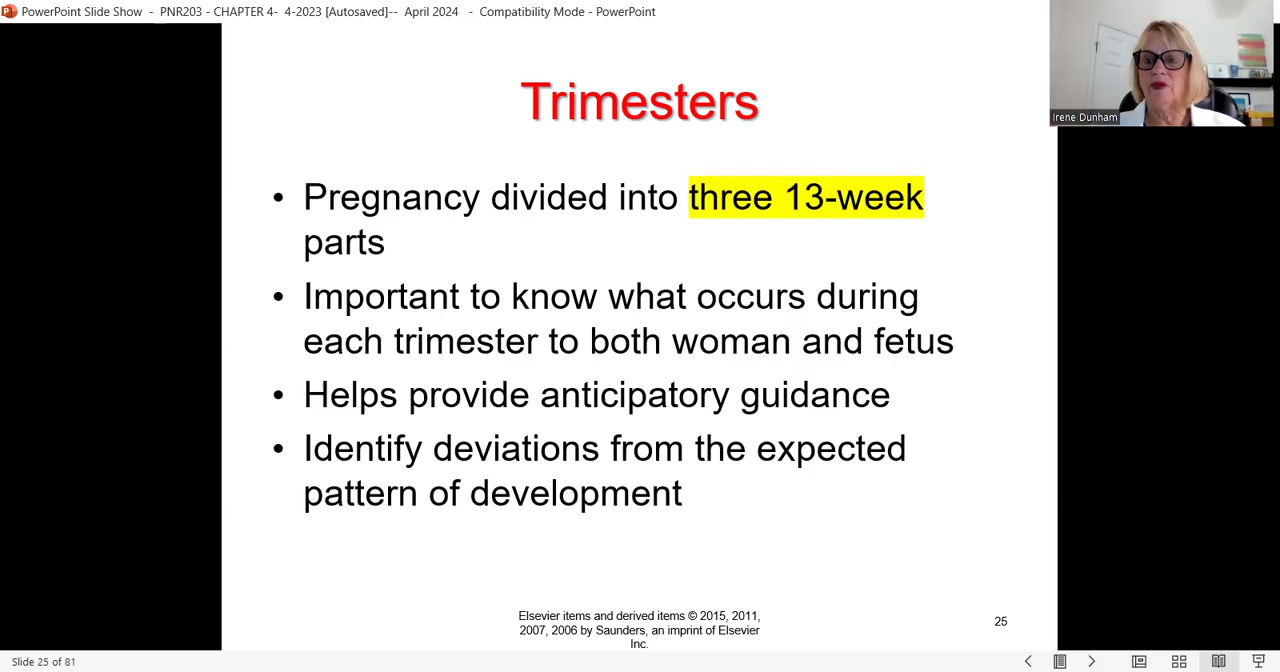 PowerPoint Slide Show - PNR203 - CHAPTER 4- 4-2023 [Autosaved]-- April 2024 - Compatibility Mode - PowerPoint
Irene Dunham
Trimesters
• Pregnancy divided into three 13-week
parts
• Important to know what occurs during
each trimester to both woman and fetus
• Helps provide anticipatory guidance
• Identify deviations from the expected
pattern of development
Elsevier items and derived items © 2015, 2011,
2007, 2006 by Saunders, an imprint of Elsevier
Inc.
25
Slide 25 of 81